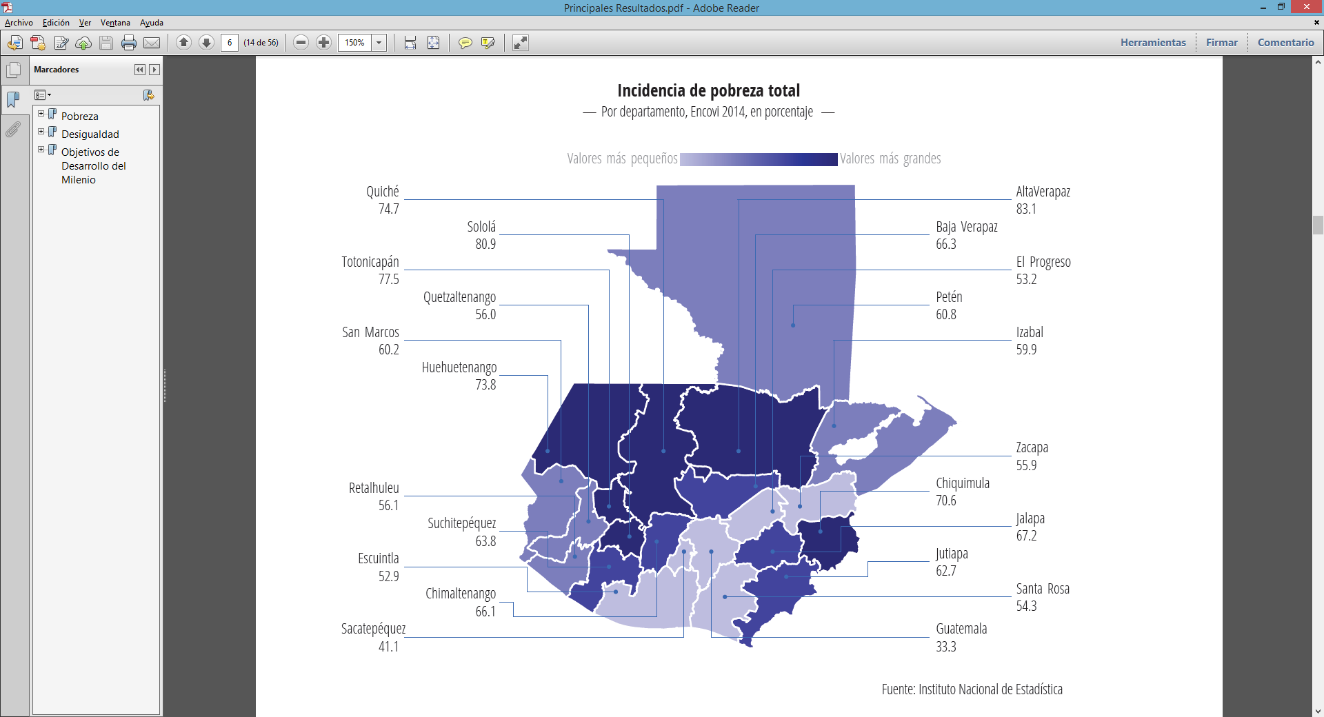 Principales Resultados.pdf - Adobe Reader
Archivo Edición Ver Ventana Ayuda
6 (14 de 56) 150% Herramientas Firmar Comentario
Marcadores
Pobreza
Desigualdad
Objetivos de
Desarrollo del
Milenio
Incidencia de pobreza total
— Por departamento, Encovi 2014, en porcentaje —
Valores más pequeños Valores más grandes
Quiché
74.7
Sololá
80.9
Totonicapán
77.5
Quetzaltenango
56.0
San Marcos
60.2
Huehuetenango
73.8
Retalhuleu
56.1
Suchitepéquez
63.8
Escuintla
52.9
Chimaltenango
66.1
Sacatepéquez
41.1
AltaVerapaz
83.1
Baja Verapaz
66.3
El Progreso
53.2
Petén
60.8
Izabal
59.9
Zacapa
55.9
Chiquimula
70.6
Jalapa
67.2
Jutiapa
62.7
Santa Rosa
54.3
Guatemala
33.3
Fuente: Instituto Nacional de Estadística